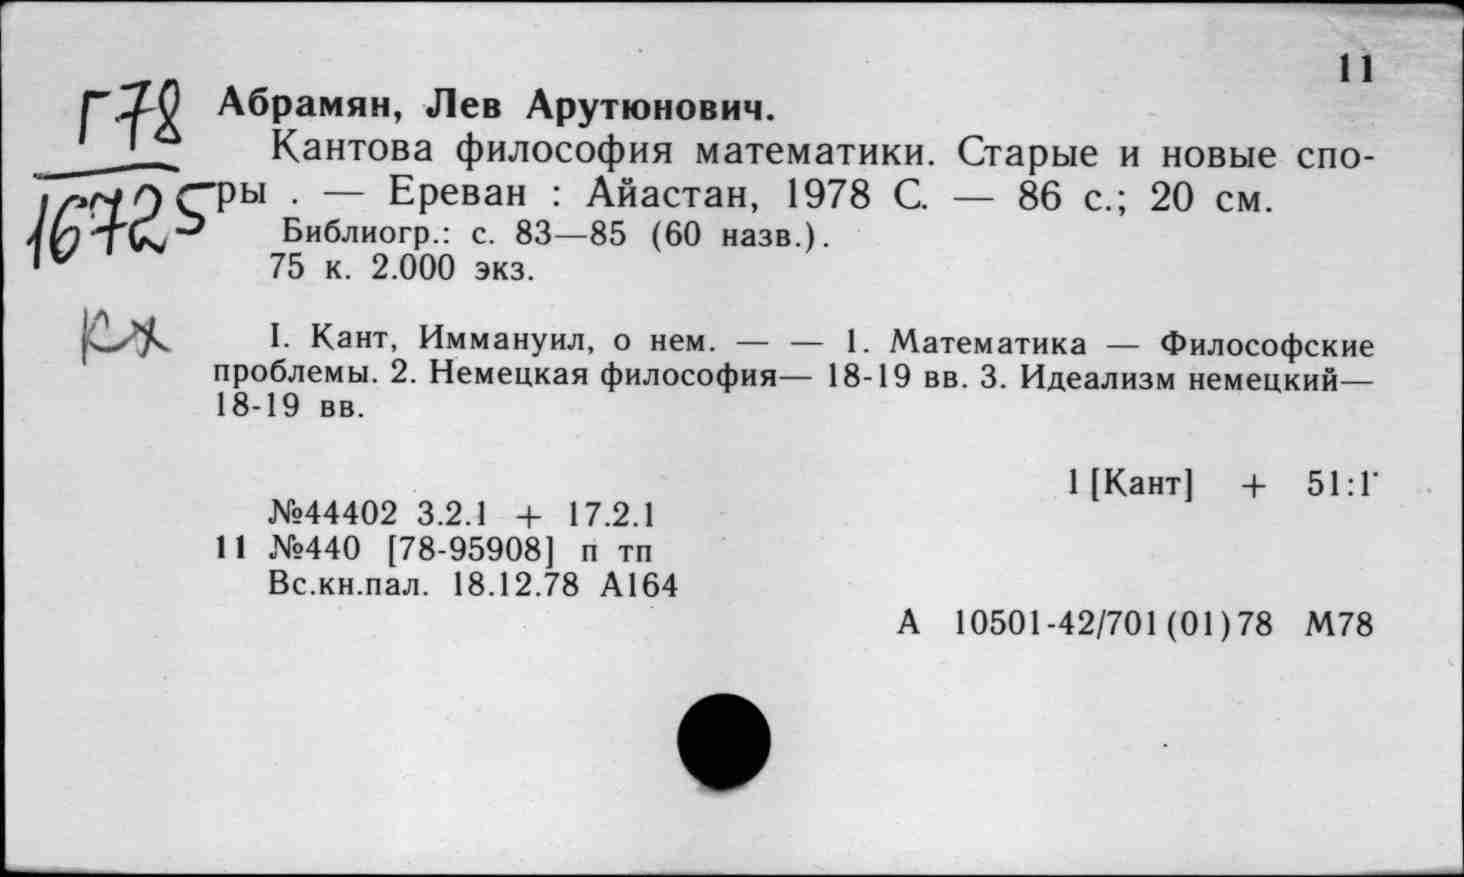 11
Г78 Абрамян, Лев Арутюнович.
Кантова философия математики. Старые и новые спо-
16725 ры . — Ереван : Айастан, 1978 С. — 86 с.; 20 см.
Библиогр.: с. 83—85 (60 назв.).
75 к. 2.000 экз.
I. Кант, Иммануил, о нем. — — 1. Математика — Философские
проблемы. 2. Немецкая философия— 18-19 вв. 3. Идеализм немецкий—
18-19 вв.
1 [Кант] + 51:1
№44402 3.2.1 + 17.2.1
11 №440 [78-95908] п тп
Вс.кн.пал. 18.12.78 А164
А 10501-42/701(01)78 М78